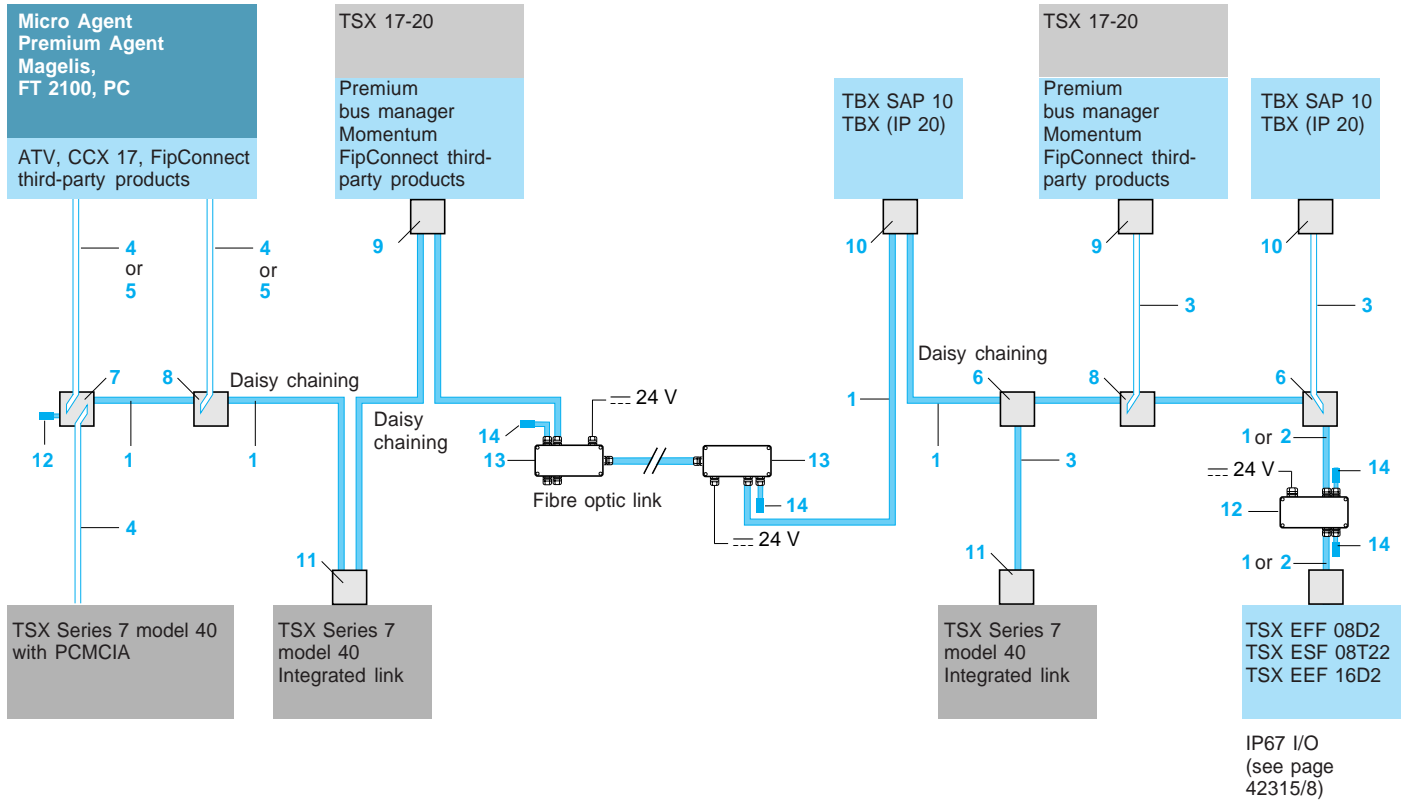 Micro Agent
Premium Agent
Magelis,
FT 2100, PC
ATV, CCX 17, FipConnect
third-party products
TSX 17-20
Premium
bus manager
Momentum
FipConnect third-
party products
TBX SAP 10
TBX (IP 20)
TSX 17-20
Premium
bus manager
Momentum
FipConnect third-
party products
TBX SAP 10
TBX (IP 20)
4
or
5
4
or
5
9
10
9
10
3
3
7
8
Daisy chaining
12
1
1
4
Daisy
chaining
14
13
24 V
Fibre optic link
13
14
24 V
1
Daisy chaining
6
1
8
6
3
1 or 2
24 V
14
12
14
1 or 2
11
11
TSX Series 7 model 40
with PCMCIA
TSX Series 7
model 40
Integrated link
TSX Series 7
model 40
Integrated link
TSX EFF 08D2
TSX ESF 08T22
TSX EEF 16D2
IP67 I/O
(see page
42315/8)